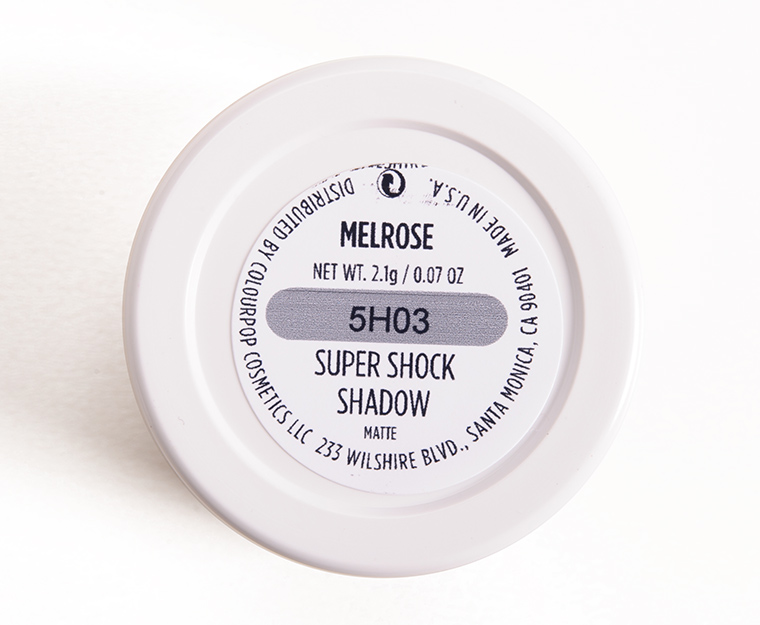 MELROSE
NET WT. 2.1g / 0.07 OZ
5H03
SUPER SHOCK
SHADOW
MATTE
DISTRIBUTED BY COLOURPOP COSMETICS LLC 233 WILSHIRE BLVD., SANTA MONICA, CA 90401 MADE IN U.S.A.